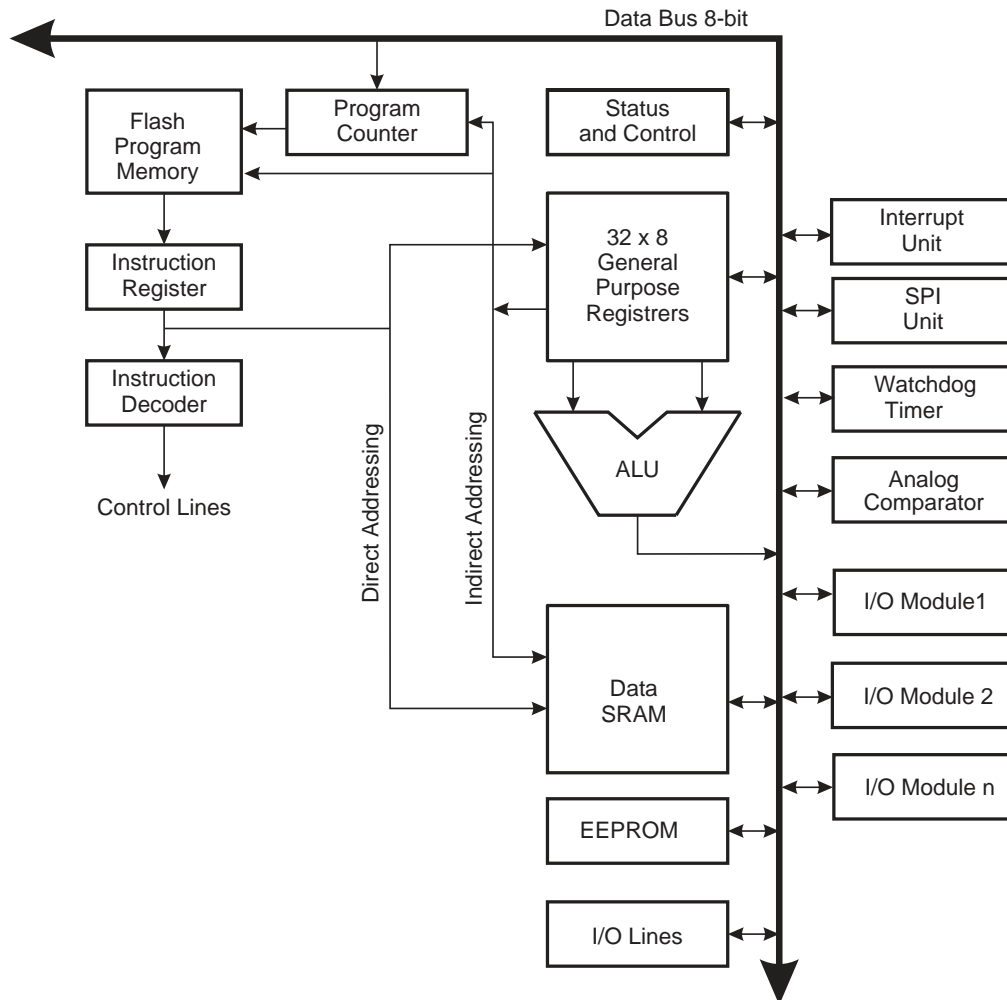 Data Bus 8-bit
Flash
Program
Memory
Program
Counter
Status
and Control
Instruction
Register
32 x 8
General
Purpose
Registrers
Interrupt
Unit
SPI
Unit
Instruction
Decoder
Watchdog
Timer
ALU
Analog
Comparator
Control Lines
Direct Addressing
Indirect Addressing
I/O Module1
Data
SRAM
I/O Module 2
I/O Module n
EEPROM
I/O Lines